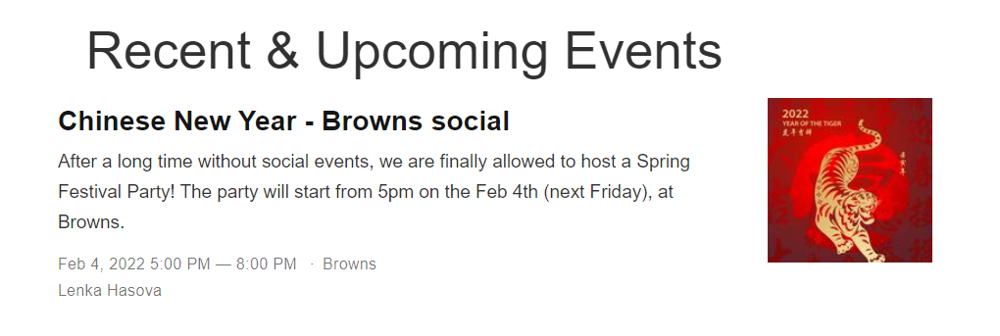 Recent & Upcoming Events
Chinese New Year - Browns social
After a long time without social events, we are finally allowed to host a Spring
Festival Party! The party will start from 5pm on the Feb 4th (next Friday), at
Browns.
Feb 4, 2022 5:00 PM — 8:00 PM · Browns
Lenka Hasova
2022
YEAR OF THE TIGER
虎年吉祥
壬寅年